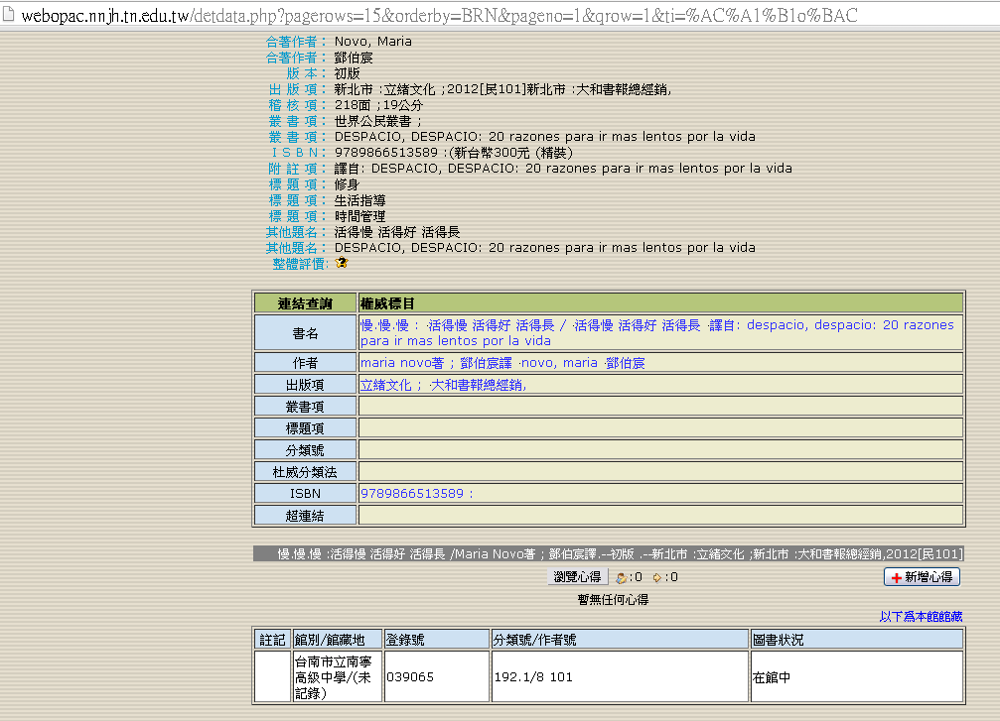 webopac.nnjh.tn.edu.tw/detdata.php?pagerows=15&orderby=BRN&pageno=1&qrow=1&ti=%AC%A1%B1o%BAC
合著作者： Novo, Maria
合著作者： 鄧伯宸
版 本： 初版
出 版 項： 新北市 :立緒文化 ;2012[民101]新北市 :大和書報總經銷,
稽 核 項： 218面 ;19公分
叢 書 項： 世界公民叢書 ;
叢 書 項： DESPACIO, DESPACIO: 20 razones para ir mas lentos por la vida
I S B N： 9789866513589 :(新台幣300元 (精裝)
附 註 項： 譯自: DESPACIO, DESPACIO: 20 razones para ir mas lentos por la vida
標 題 項： 修身
標 題 項： 生活指導
標 題 項： 時間管理
其他題名： 活得慢 活得好 活得長
其他題名： DESPACIO, DESPACIO: 20 razones para ir mas lentos por la vida
整體評價:
連結查詢 權威標目
書名 慢.慢.慢 : ·活得慢 活得好 活得長 / ·活得慢 活得好 活得長 ·譯自: despacio, despacio: 20 razones
para ir mas lentos por la vida
作者 maria novo著 ; 鄧伯宸譯 ·novo, maria ·鄧伯宸
出版項 立緒文化 ; ·大和書報總經銷,
叢書項
標題項
分類號
杜威分類法
ISBN 9789866513589 :
超連結
慢.慢.慢 :活得慢 活得好 活得長 /Maria Novo著 ; 鄧伯宸譯.--初版 .--新北市 :立緒文化 ;新北市 :大和書報總經銷,2012[民101]
瀏覽心得 :0 :0 新增心得
暫無任何心得
以下為本館館藏
註記 館別/館藏地 登錄號 分類號/作者號 圖書狀況
台南市立南寧
高級中學/(未
記錄) 039065 192.1/8 101 在館中